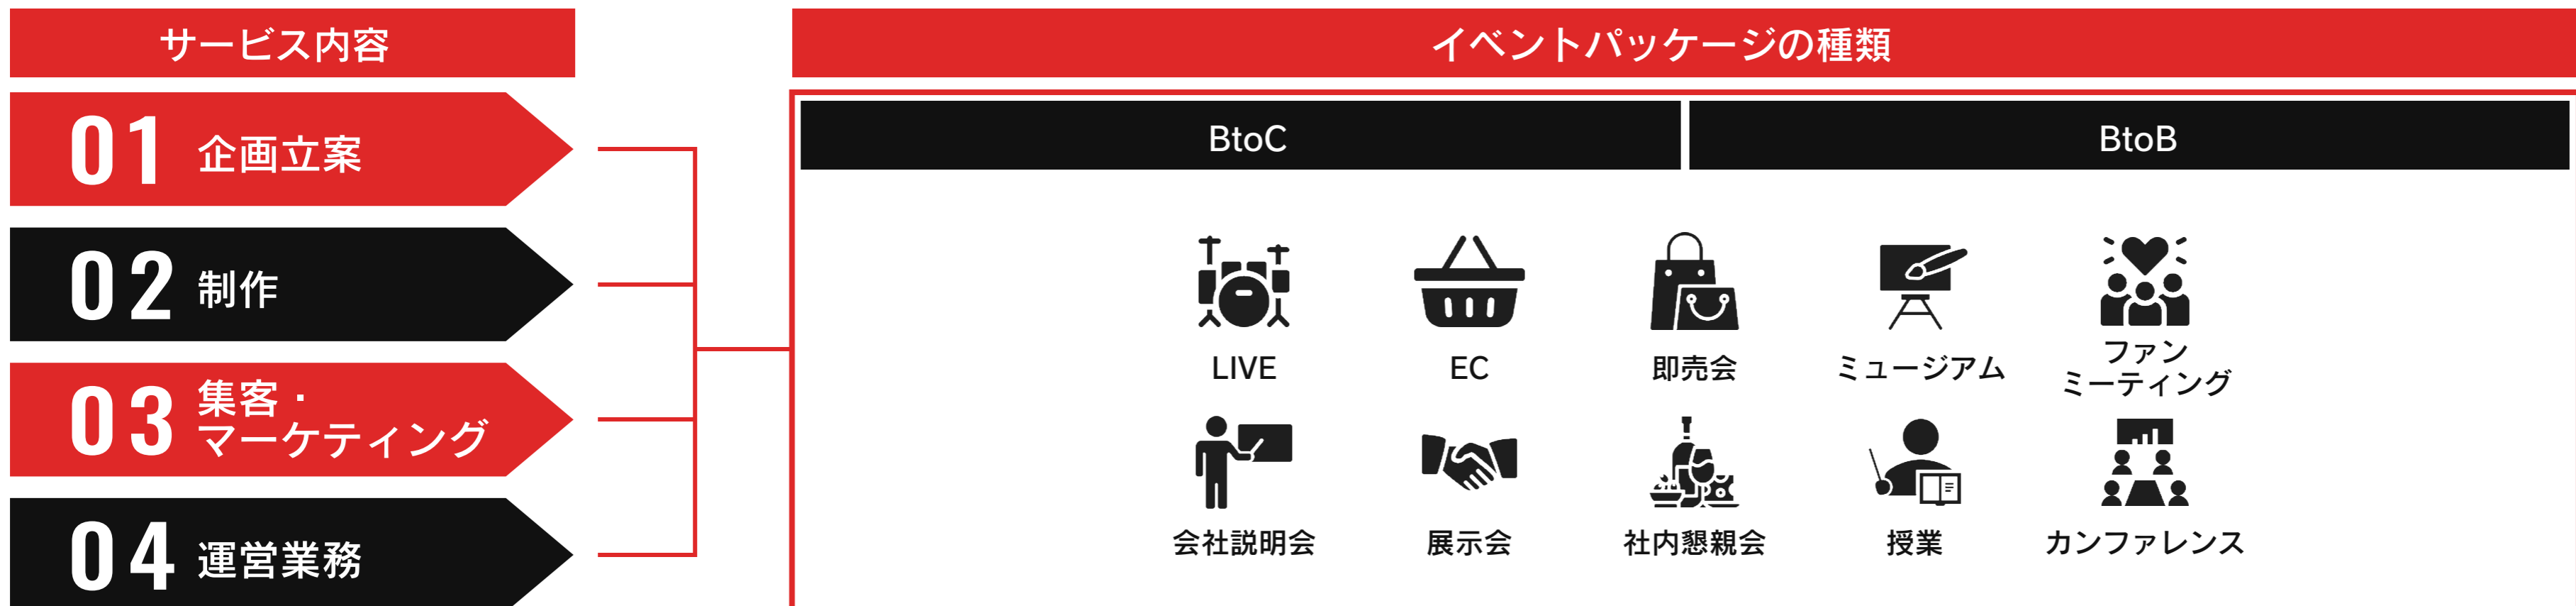 サービス内容
01 企画立案
02 制作
03 集客・
マーケティング
04 運営業務
イベントパッケージの種類
BtoC
BtoB
LIVE
EC
即売会
ミュージアム
ファン
ミーティング
会社説明会
展示会
社内懇親会
授業
カンファレンス